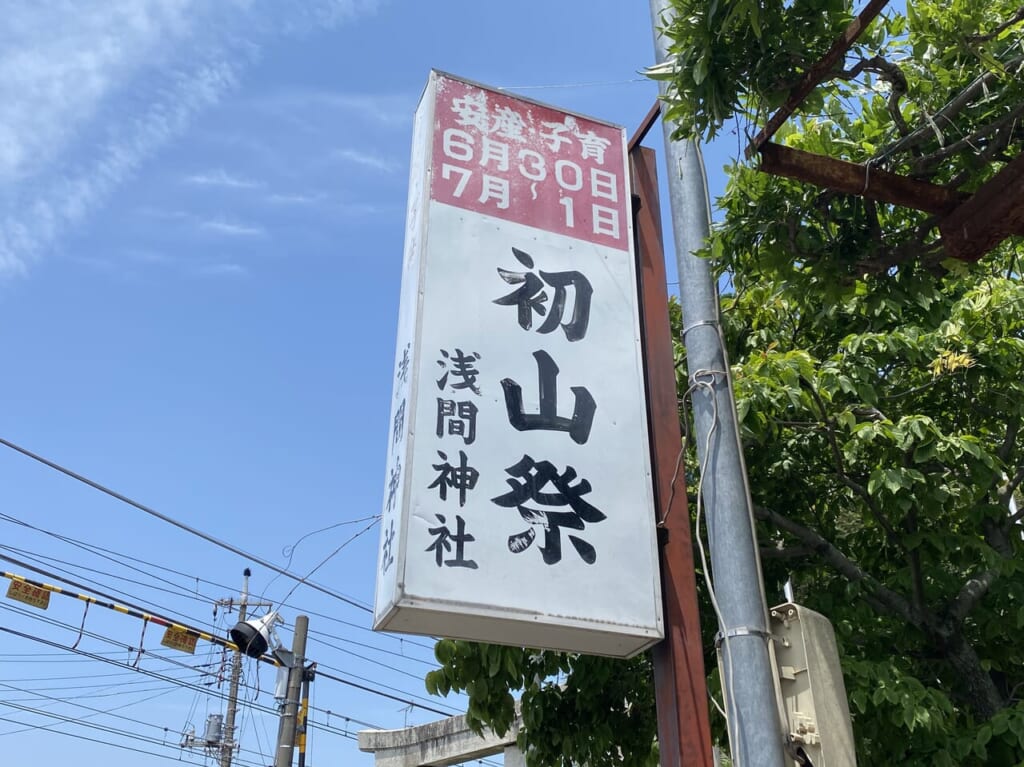 安産 子育
6月30日
7月~1日
初山祭
浅間神社
浅間神社